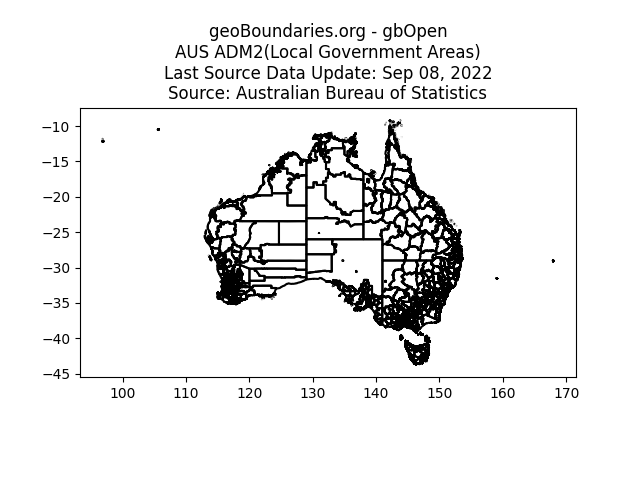 geoBoundaries.org - gbOpen
AUS ADM2(Local Government Areas)
Last Source Data Update: Sep 08, 2022
Source: Australian Bureau of Statistics
−10
−15
−20
−25
−30
−35
−40
−45
100 110 120 130 140 150 160 170